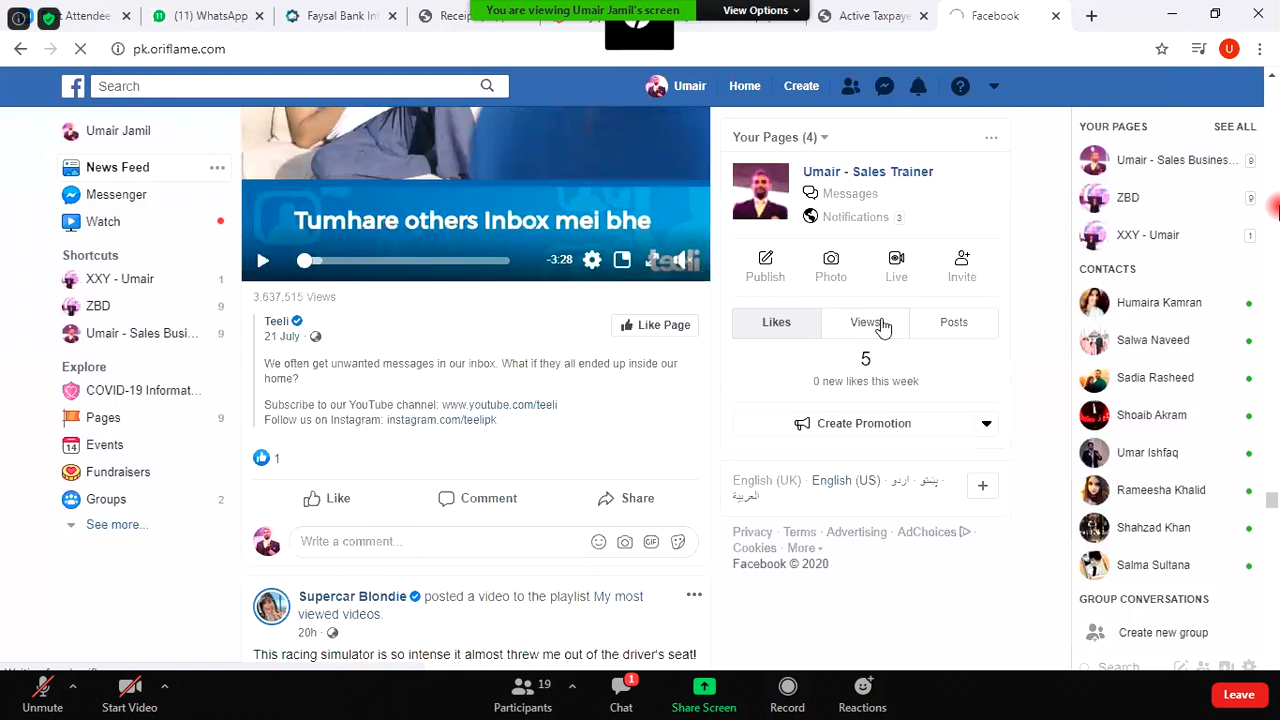 t Attendee
(11) WhatsApp
Faysal Bank Int
You are viewing Umair Jamil's screen
View Options
Active Taxpaye
Facebook
pk.oriflame.com
U
Search
Umair
Home
Create
Umair Jamil
News Feed
Messenger
Watch
Shortcuts
XXY - Umair 1
ZBD 9
Umair - Sales Busi... 9
Explore
COVID-19 Informat...
Pages 9
Events
Fundraisers
Groups 2
See more...
Tumhare others Inbox mei bhe
-3:28
teeli
3,637,515 Views
Teeli
21 July
Like Page
We often get unwanted messages in our inbox. What if they all ended up inside our
home?
Subscribe to our YouTube channel: www.youtube.com/teeli
Follow us on Instagram: instagram.com/teelipk
1
Like
Comment
Share
Write a comment...
GIF
Supercar Blondie posted a video to the playlist My most
viewed videos.
20h
This racing simulator is so intense it almost threw me out of the driver's seat!
Your Pages (4)
Umair - Sales Trainer
Messages
Notifications 3
Publish
Photo
Live
Invite
Likes
Views
Posts
5
0 new likes this week
Create Promotion
English (UK) · English (US) · اردو · پښتو ·
العربية
Privacy · Terms · Advertising · AdChoices ·
Cookies · More
Facebook © 2020
YOUR PAGES SEE ALL
Umair - Sales Busines... 9
ZBD 9
XXY - Umair 1
CONTACTS
Humaira Kamran
Salwa Naveed
Sadia Rasheed
Shoaib Akram
Umar Ishfaq
Rameesha Khalid
Shahzad Khan
Salma Sultana
GROUP CONVERSATIONS
Create new group
Search
Unmute
Start Video
19
Participants
1
Chat
Share Screen
Record
Reactions
Leave